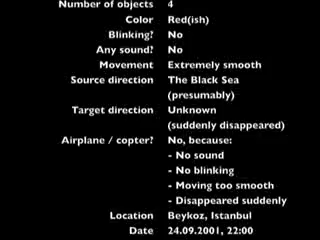 Number of objects 4
Color Red(ish)
Blinking? No
Any sound? No
Movement Extremely smooth
Source direction The Black Sea
(presumably)
Target direction Unknown
(suddenly disappeared)
Airplane / copter? No, because:
- No sound
- No blinking
- Moving too smooth
- Disappeared suddenly
Location Beykoz, Istanbul
Date 24.09.2001, 22:00